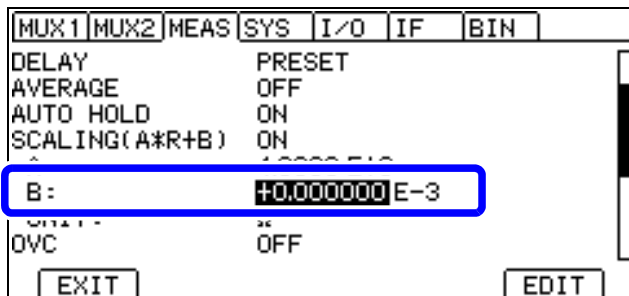 MUX1 MUX2 MEAS SYS I/O IF BIN
DELAY PRESET
AVERAGE OFF
AUTO HOLD ON
SCALING(A*R+B) ON
B: +0.000000 E-3
OVC OFF
EXIT EDIT